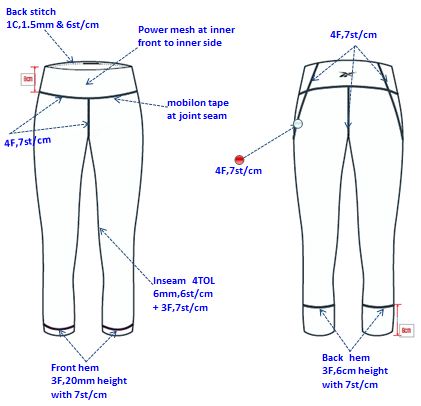 Back stitch
1C,1.5mm & 6st/cm
Power mesh at inner
front to inner side
4F,7st/cm
8cm
mobilon tape
at joint seam
4F,7st/cm
4F,7st/cm
Inseam 4TOL
6mm,6st/cm
+ 3F,7st/cm
6cm
Front hem
3F,20mm height
with 7st/cm
Back hem
3F,6cm height
with 7st/cm